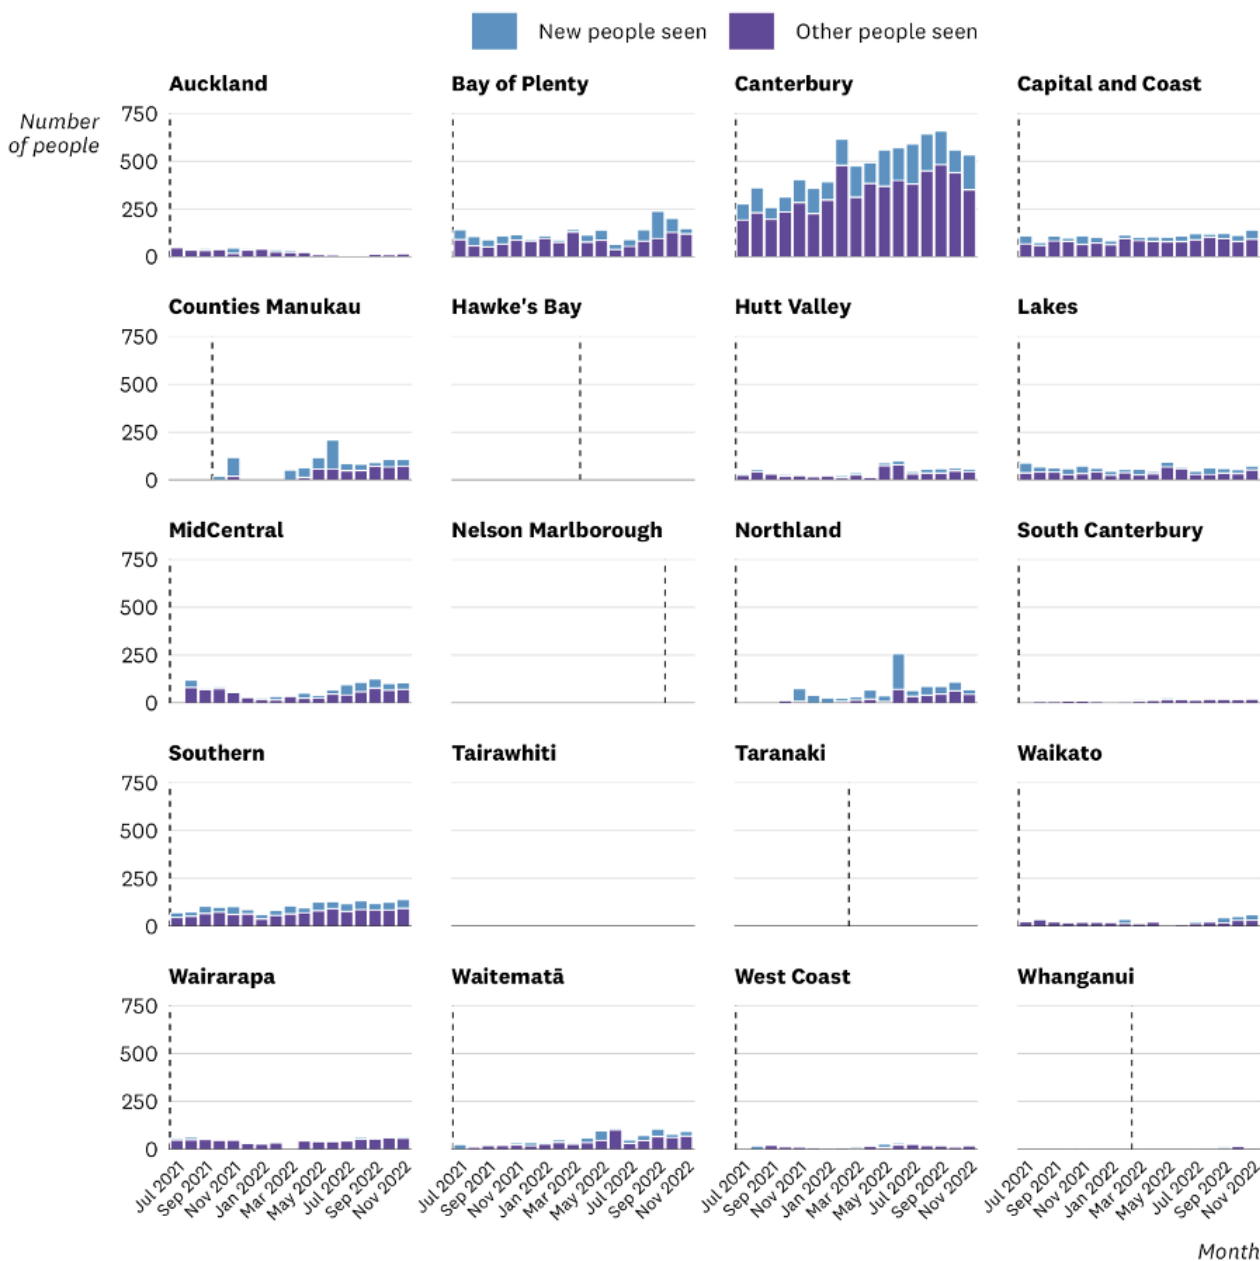 New people seen Other people seen
Auckland Bay of Plenty Canterbury Capital and Coast
Number
of people
750
500
250
0
Counties Manukau Hawke's Bay Hutt Valley Lakes
750
500
250
0
MidCentral Nelson Marlborough Northland South Canterbury
750
500
250
0
Southern Tairawhiti Taranaki Waikato
750
500
250
0
Wairarapa Waitematā West Coast Whanganui
750
500
250
0
Jul 2021 Sep 2021 Nov 2021 Jan 2022 Mar 2022 May 2022 Jul 2022 Sep 2022 Nov 2022 Jul 2021 Sep 2021 Nov 2021 Jan 2022 Mar 2022 May 2022 Jul 2022 Sep 2022 Nov 2022 Jul 2021 Sep 2021 Nov 2021 Jan 2022 Mar 2022 May 2022 Jul 2022 Sep 2022 Nov 2022 Jul 2021 Sep 2021 Nov 2021 Jan 2022 Mar 2022 May 2022 Jul 2022 Sep 2022 Nov 2022
Month